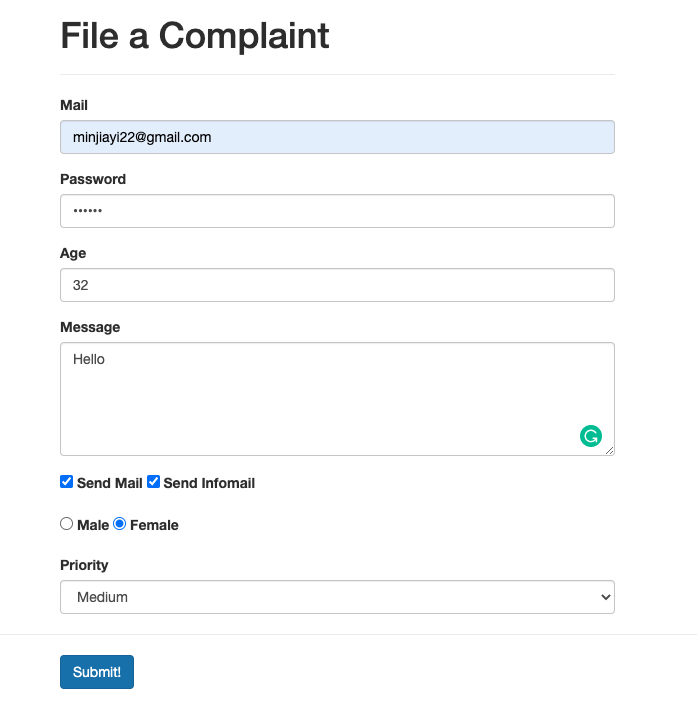 File a Complaint
Mail
minjiayi22@gmail.com
Password
••••••
Age
32
Message
Hello
Send Mail Send Infomail
Male Female
Priority
Medium
Submit!